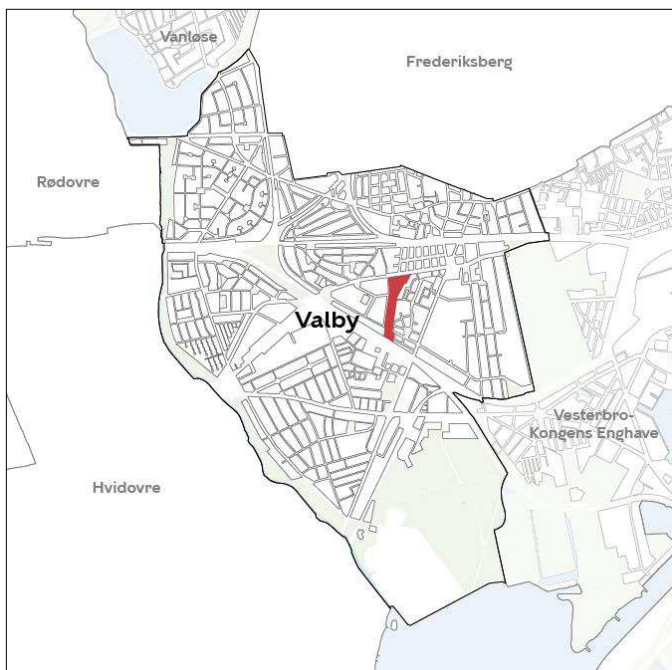 Vanløse
Frederiksberg
Rødovre
Valby
Vesterbro-
Kongens Enghave
Hvidovre